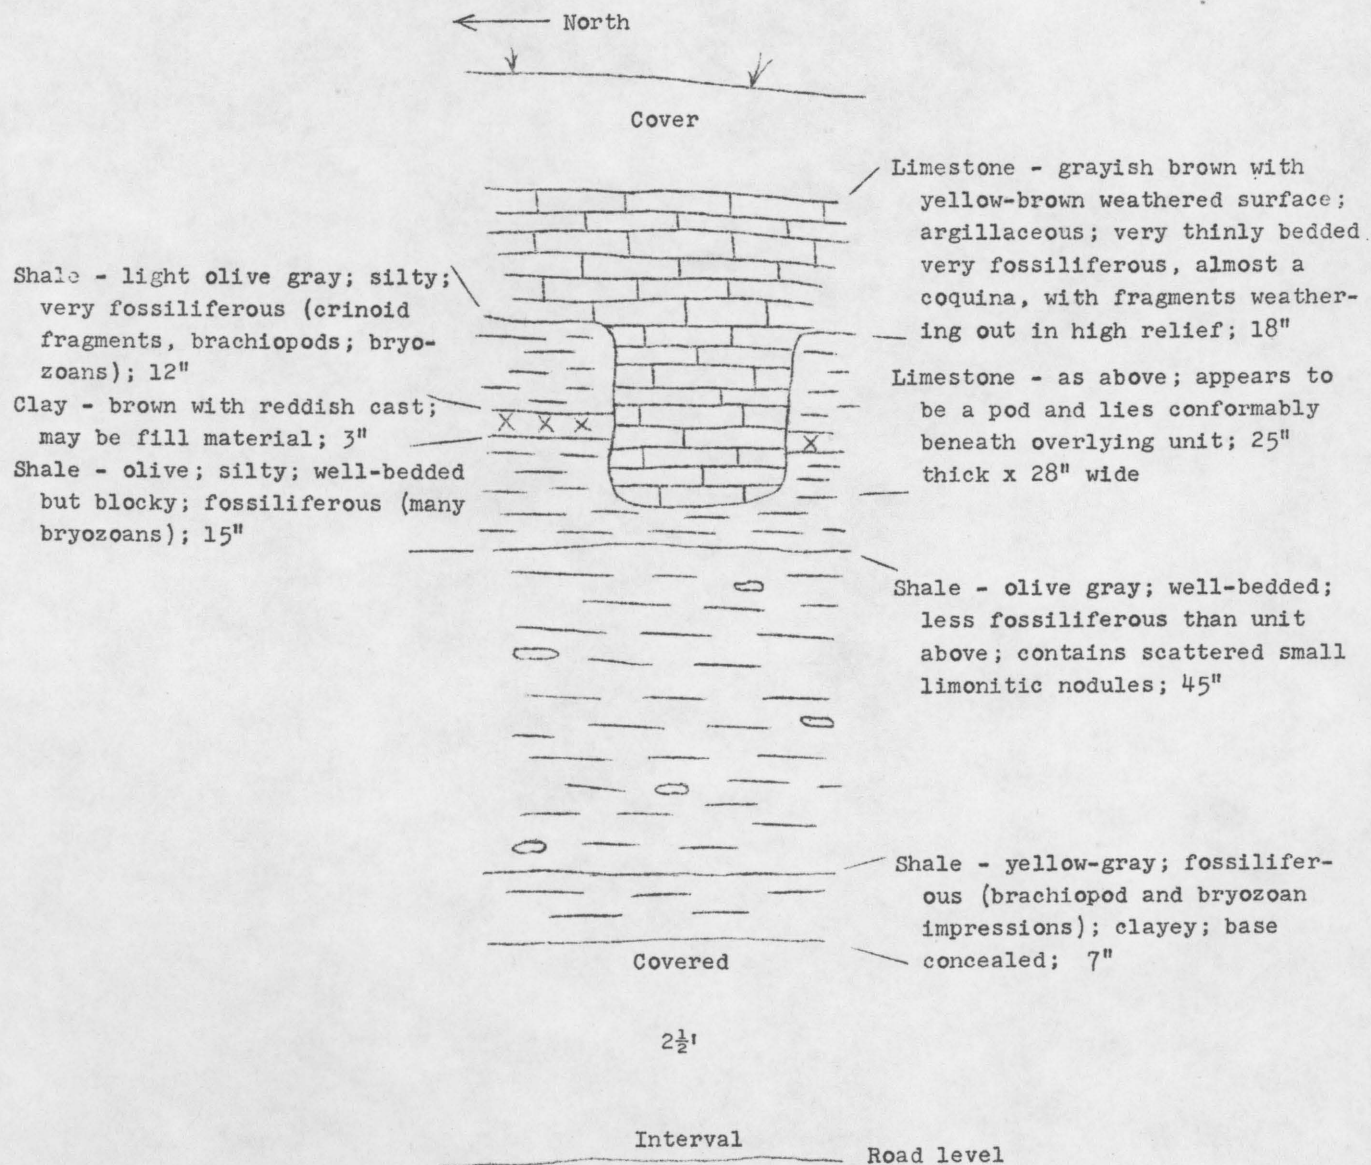 North
Cover
Limestone - grayish brown with
yellow-brown weathered surface;
argillaceous; very thinly bedded
very fossiliferous, almost a
coquina, with fragments weather-
ing out in high relief; 18"
Shale - light olive gray; silty;
very fossiliferous (crinoid
fragments, brachiopods; bryo-
zoans); 12"
Clay - brown with reddish cast;
may be fill material; 3"
Shale - olive; silty; well-bedded
but blocky; fossiliferous (many
bryozoans); 15"
Limestone - as above; appears to
be a pod and lies conformably
beneath overlying unit; 25"
thick x 28" wide
Shale - olive gray; well-bedded;
less fossiliferous than unit
above; contains scattered small
limonitic nodules; 45"
Shale - yellow-gray; fossilifer-
ous (brachiopod and bryozoan
impressions); clayey; base
concealed; 7"
Covered
2½'
Interval
Road level